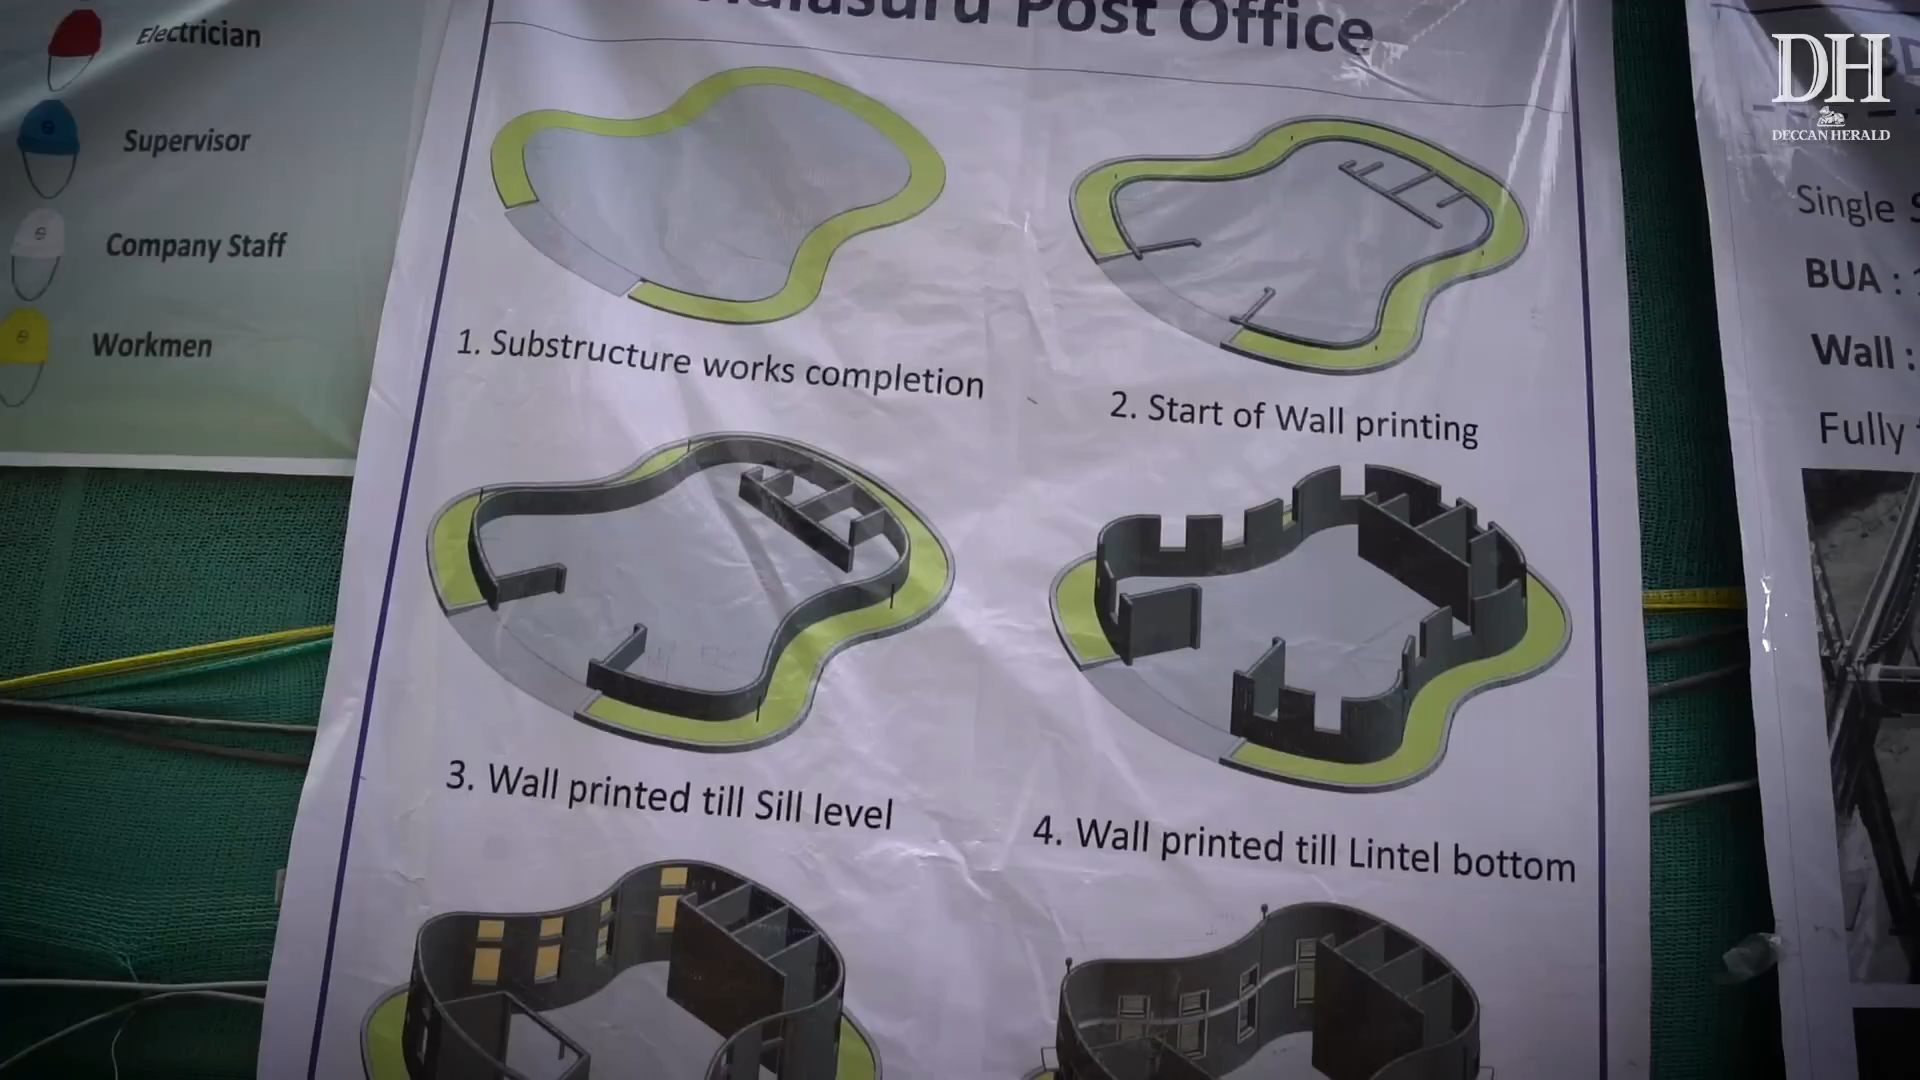 Electrician
Supervisor
Company Staff
Workmen
Post Office
1. Substructure works completion
2. Start of Wall printing
3. Wall printed till Sill level
4. Wall printed till Lintel bottom
Single
BUA :
Wall :
Fully
DH
DECCAN HERALD